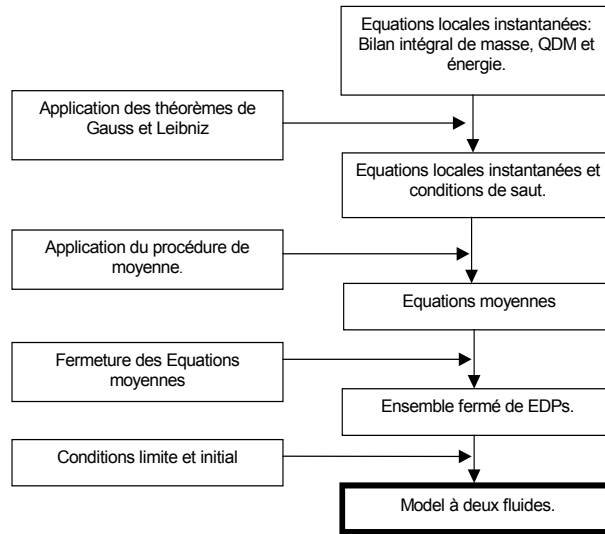 Equations locales instantanées:
Bilan intégral de masse, QDM et
énergie.
Application des théorèmes de
Gauss et Leibniz
Equations locales instantanées et
conditions de saut.
Application du procédure de
moyenne.
Equations moyennes
Fermeture des Equations
moyennes
Ensemble fermé de EDPs.
Conditions limite et initial
Model à deux fluides.